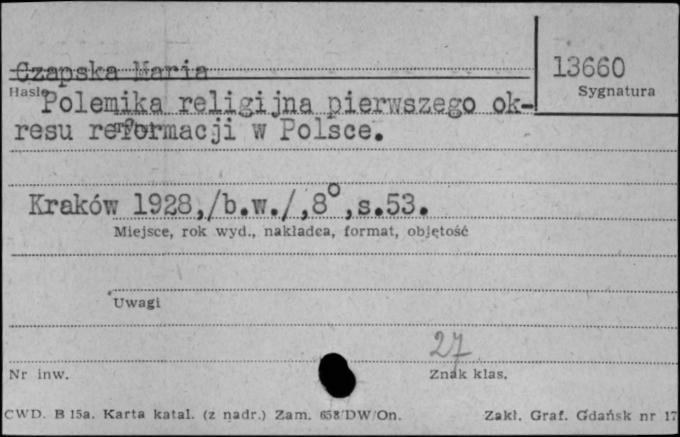 Czapska Maria
13660
Hasło
Sygnatura
Polemika religijna pierwszego ok-
resu reformacji w Polsce.
Kraków 1928,/b.w./,8°,s.53.
Miejsce, rok wyd., nakładca, format, objętość
Uwagi
27
Nr inw.
Znak klas.
CWD. B 15a. Karta katal. (z nadr.) Zam. 658/DW/On.
Zakł. Graf. Gdańsk nr 17